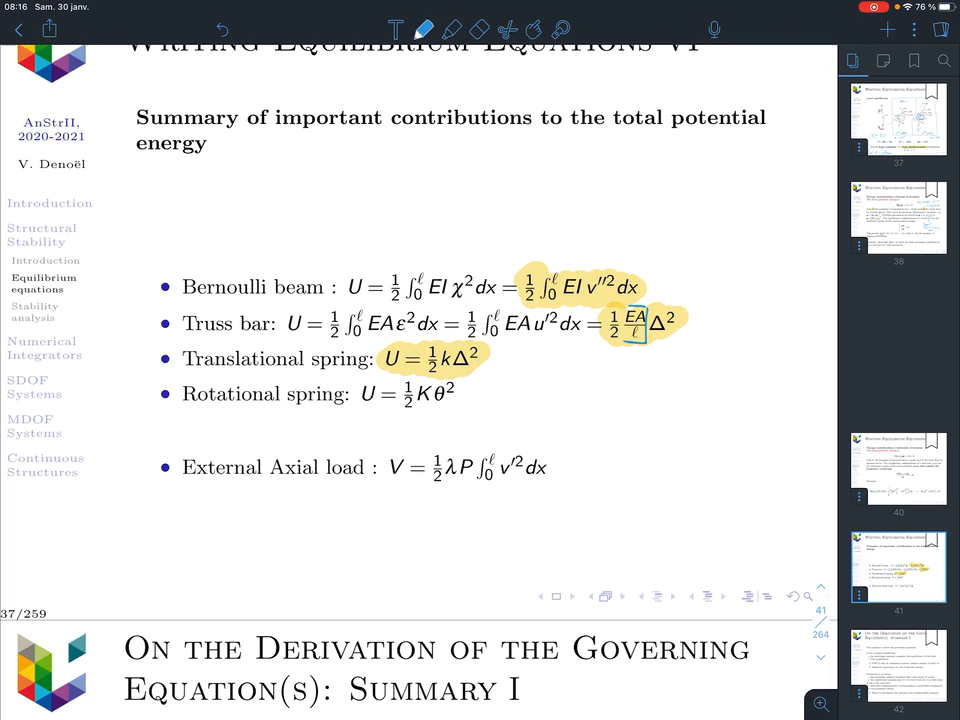 08:16 Sam. 30 janv.
76 %
WRITING EQUILIBRIUM EQUATIONS VI
AnStrII,
2020-2021
V. Denoël
Introduction
Structural
Stability
Introduction
Equilibrium
equations
Stability
analysis
Numerical
Integrators
SDOF
Systems
MDOF
Systems
Continuous
Structures
Summary of important contributions to the total potential
energy
• Bernoulli beam : U = ½ ∫₀^ℓ EI χ² dx = ½ ∫₀^ℓ EI v′′² dx
• Truss bar: U = ½ ∫₀^ℓ EA ε² dx = ½ ∫₀^ℓ EA u′² dx = ½ EA/ℓ Δ²
• Translational spring: U = ½ k Δ²
• Rotational spring: U = ½ K θ²
• External Axial load : V = ½ λ P ∫₀^ℓ v′² dx
37/259
41
264
ON THE DERIVATION OF THE GOVERNING
EQUATION(S): SUMMARY I
37
38
40
41
42